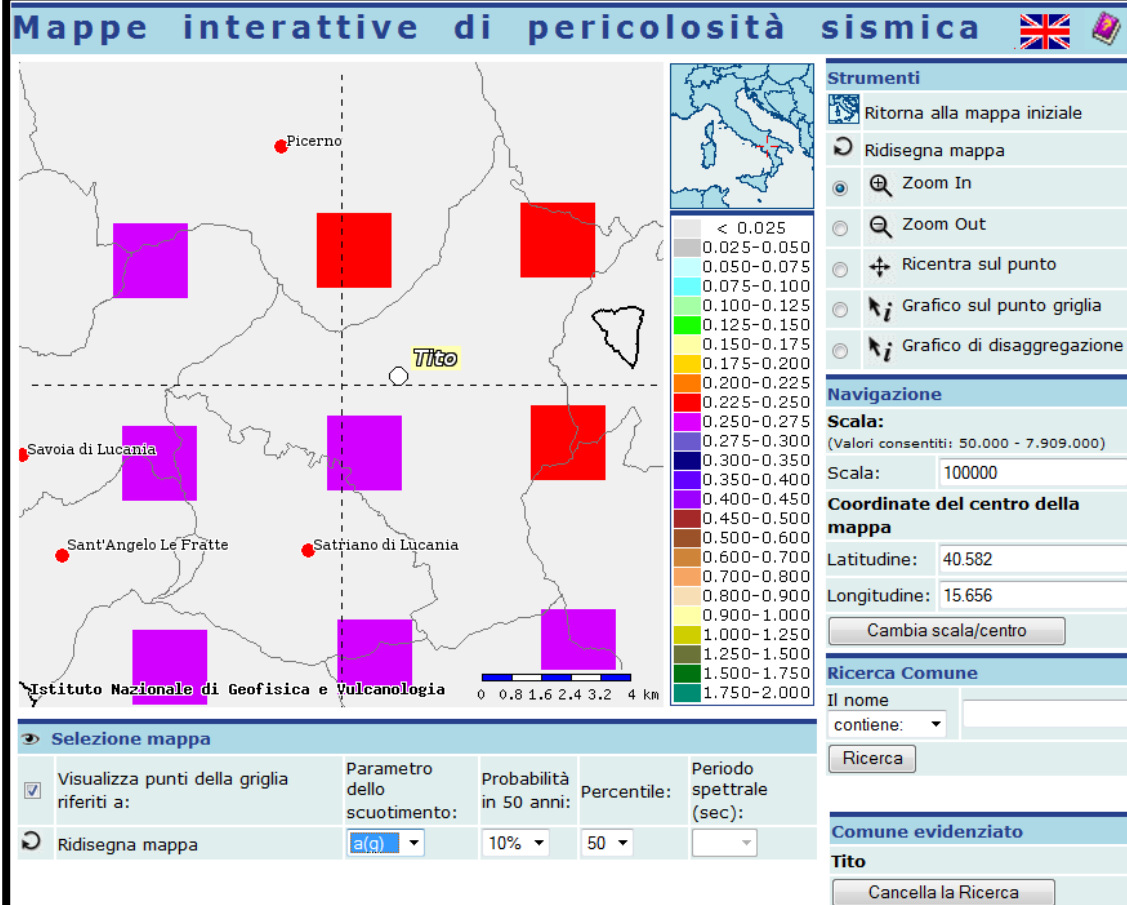 Mappe interattive di pericolosità sismica
Picerno
Tito
Savoia di Lucania
Sant'Angelo Le Fratte
Satriano di Lucania
Istituto Nazionale di Geofisica e Vulcanologia
0 0.8 1.6 2.4 3.2 4 km
< 0.025
0.025-0.050
0.050-0.075
0.075-0.100
0.100-0.125
0.125-0.150
0.150-0.175
0.175-0.200
0.200-0.225
0.225-0.250
0.250-0.275
0.275-0.300
0.300-0.350
0.350-0.400
0.400-0.450
0.450-0.500
0.500-0.600
0.600-0.700
0.700-0.800
0.800-0.900
0.900-1.000
1.000-1.250
1.250-1.500
1.500-1.750
1.750-2.000
Strumenti
Ritorna alla mappa iniziale
Ridisegna mappa
Zoom In
Zoom Out
Ricentra sul punto
i Grafico sul punto griglia
i Grafico di disaggregazione
Navigazione
Scala:
(Valori consentiti: 50.000 - 7.909.000)
Scala: 100000
Coordinate del centro della
mappa
Latitudine: 40.582
Longitudine: 15.656
Cambia scala/centro
Ricerca Comune
Il nome
contiene:
Ricerca
Comune evidenziato
Tito
Cancella la Ricerca
Selezione mappa
Visualizza punti della griglia
riferiti a:
Parametro
dello
scuotimento:
Probabilità
in 50 anni:
Percentile:
Periodo
spettrale
(sec):
Ridisegna mappa
a(g)
10%
50